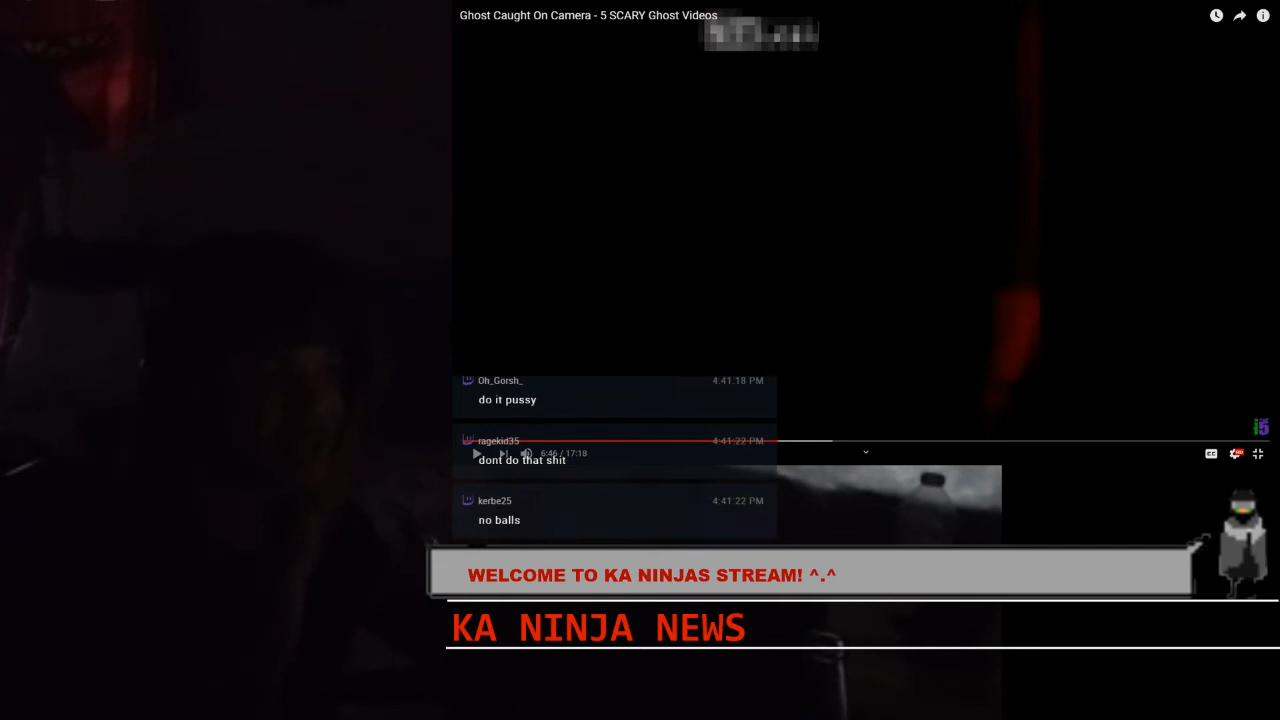 Ghost Caught On Camera - 5 SCARY Ghost Videos
Oh_Gorsh_ 4:41:18 PM
do it pussy
ragekid35 4:41:22 PM
6:46 / 17:18
dont do that shit
kerbe25 4:41:22 PM
no balls
WELCOME TO KA NINJAS STREAM! ^.^
KA NINJA NEWS